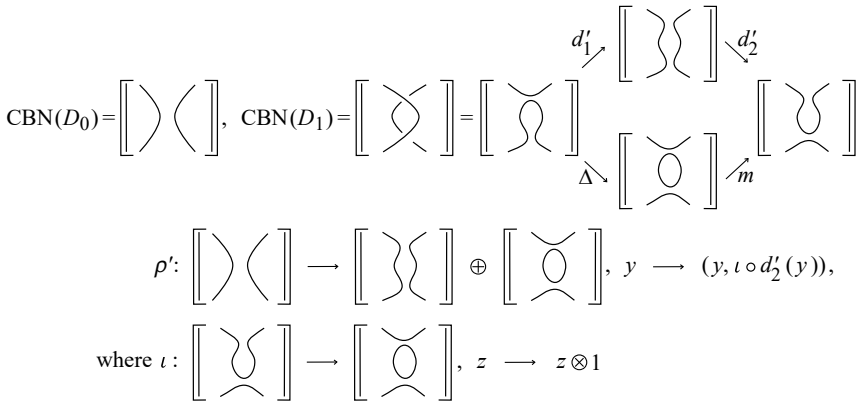 CBN(D₀) = ⟦ ⟧, CBN(D₁) = ⟦ ⟧ = ⟦ ⟧ d′₁ ⟦ ⟧ d′₂ ⟦ ⟧
Δ ⟦ ⟧ m
ρ′: ⟦ ⟧ ⟶ ⟦ ⟧ ⊕ ⟦ ⟧, y ⟶ (y, ι ∘ d′₂(y)),
where ι: ⟦ ⟧ ⟶ ⟦ ⟧, z ⟶ z ⊗ 1